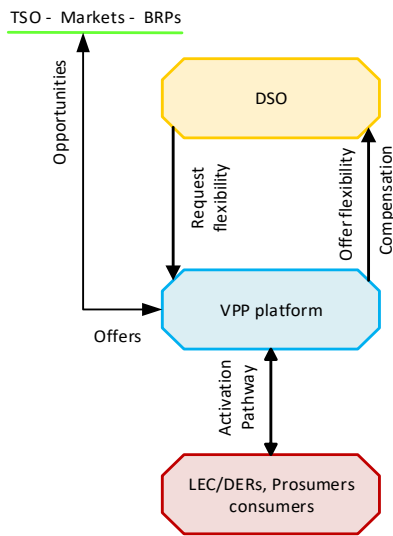 TSO - Markets - BRPs
Opportunities
DSO
Request
flexibility
Offer flexibility
Compensation
VPP platform
Offers
Activation
Pathway
LEC/DERs, Prosumers
consumers